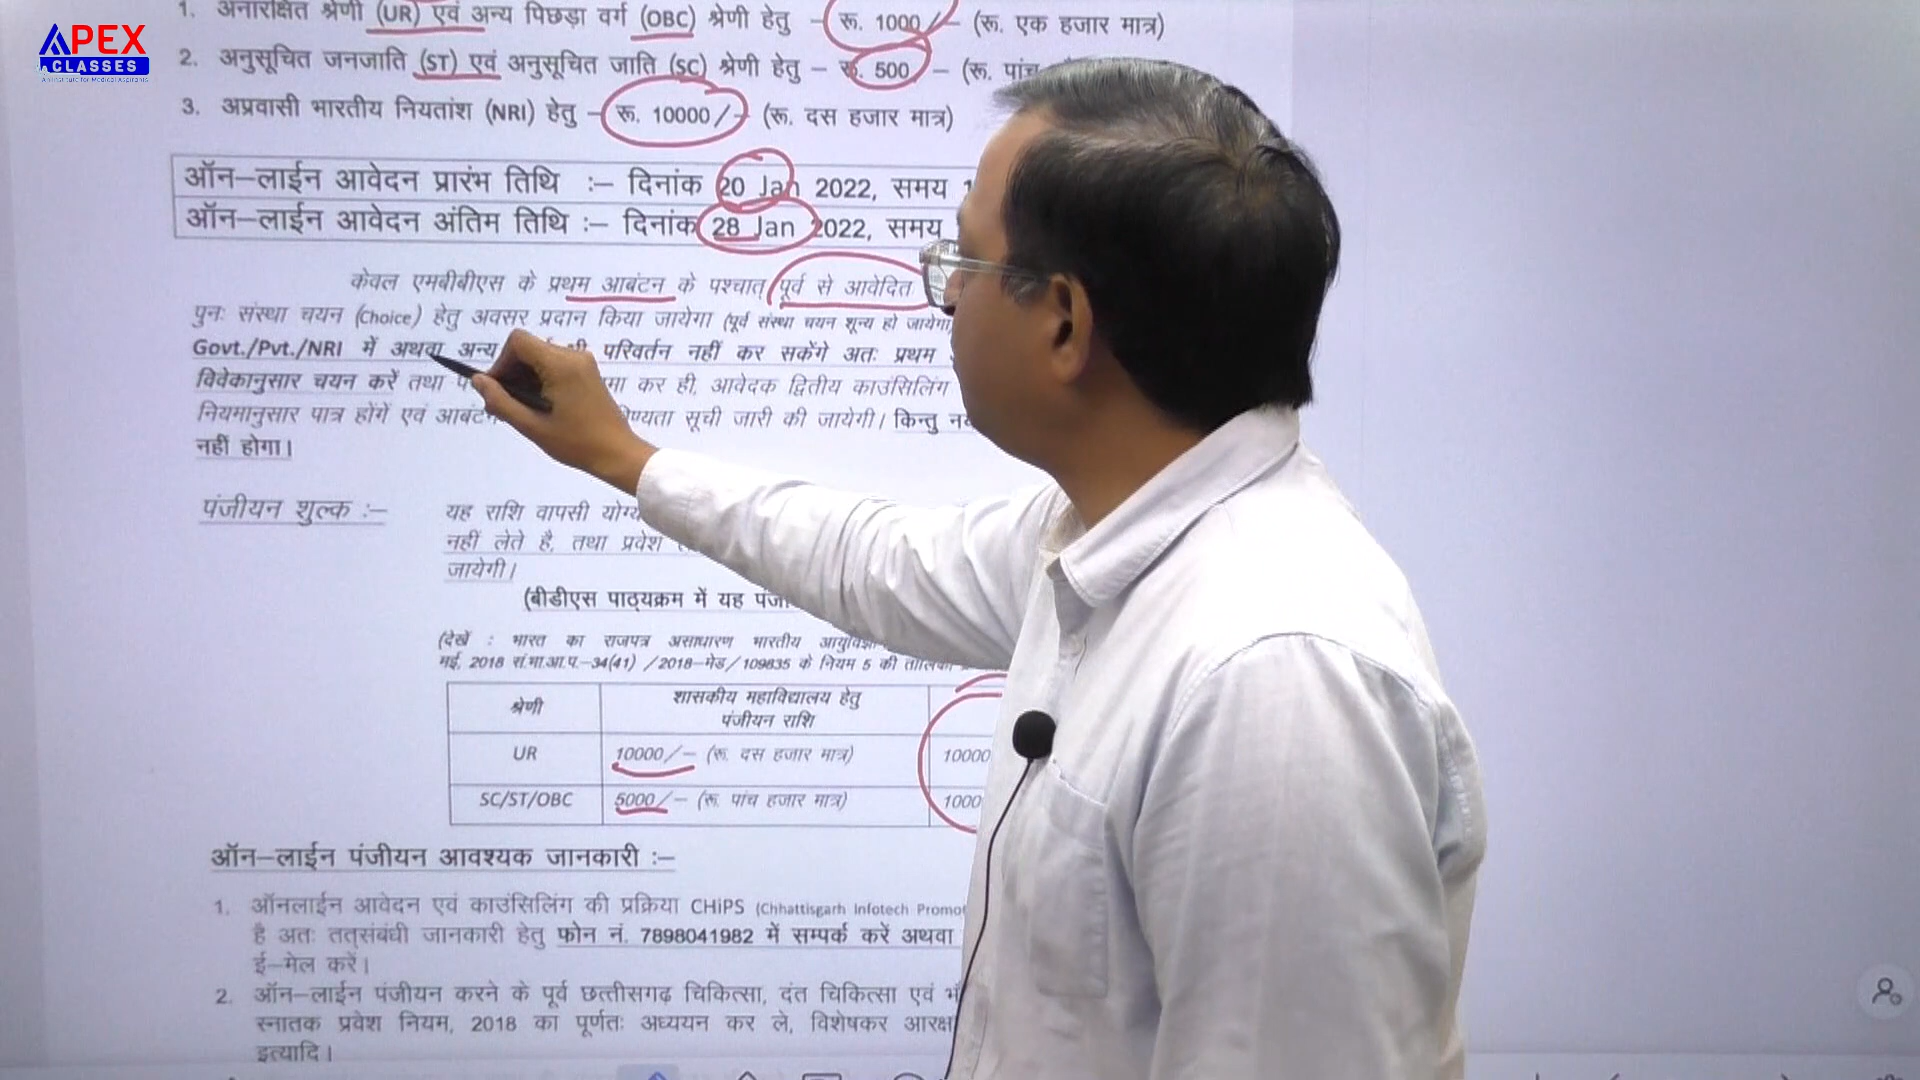 APEX
CLASSES
An Institute for Medical Aspirants
1. अनारक्षित श्रेणी (UR) एवं अन्य पिछड़ा वर्ग (OBC) श्रेणी हेतु – रू. 1000/– (रू. एक हजार मात्र)
2. अनुसूचित जनजाति (ST) एवं अनुसूचित जाति (SC) श्रेणी हेतु – रू. 500 – (रू. पांच
3. अप्रवासी भारतीय नियतांश (NRI) हेतु – रू. 10000/– (रू. दस हजार मात्र)
ऑन–लाईन आवेदन प्रारंभ तिथि :– दिनांक 20 Jan 2022, समय
ऑन–लाईन आवेदन अंतिम तिथि :– दिनांक 28 Jan 2022, समय
केवल एमबीबीएस के प्रथम आबंटन के पश्चात् पूर्व से आवेदित
पुनः संस्था चयन (Choice) हेतु अवसर प्रदान किया जायेगा (पूर्व संस्था चयन शून्य हो जायेगा)
Govt./Pvt./NRI में अथवा अन्य भी परिवर्तन नहीं कर सकेंगे अतः प्रथम
विवेकानुसार चयन करें तथा कर ही, आवेदक द्वितीय काउंसिलिंग
नियमानुसार पात्र होंगें एवं सूची जारी की जायेगी। किन्तु
नहीं होगा।
पंजीयन शुल्क :– यह राशि वापसी योग्य
नहीं लेते है, तथा प्रवेश
जायेगी।
(बीडीएस पाठ्यक्रम में यह
(देखें : भारत का राजपत्र असाधारण भारतीय
मई, 2018 सं.मा.आ.प.–34(41) /2018–मेड/109835 के नियम 5 की
श्रेणी शासकीय महाविद्यालय हेतु
पंजीयन राशि
UR 10000/– (रू. दस हजार मात्र) 10000
SC/ST/OBC 5000/– (रू. पांच हजार मात्र) 1000
ऑन–लाईन पंजीयन आवश्यक जानकारी :–
1. ऑनलाईन आवेदन एवं काउंसिलिंग की प्रक्रिया CHiPS (Chhattisgarh Infotech
है अतः तत्संबंधी जानकारी हेतु फोन नं. 7898041982 में सम्पर्क करें अथवा
ई–मेल करें।
2. ऑन–लाईन पंजीयन करने के पूर्व छत्तीसगढ़ चिकित्सा, दंत चिकित्सा एवं
स्नातक प्रवेश नियम, 2018 का पूर्णतः अध्ययन कर ले, विशेषकर
इत्यादि।